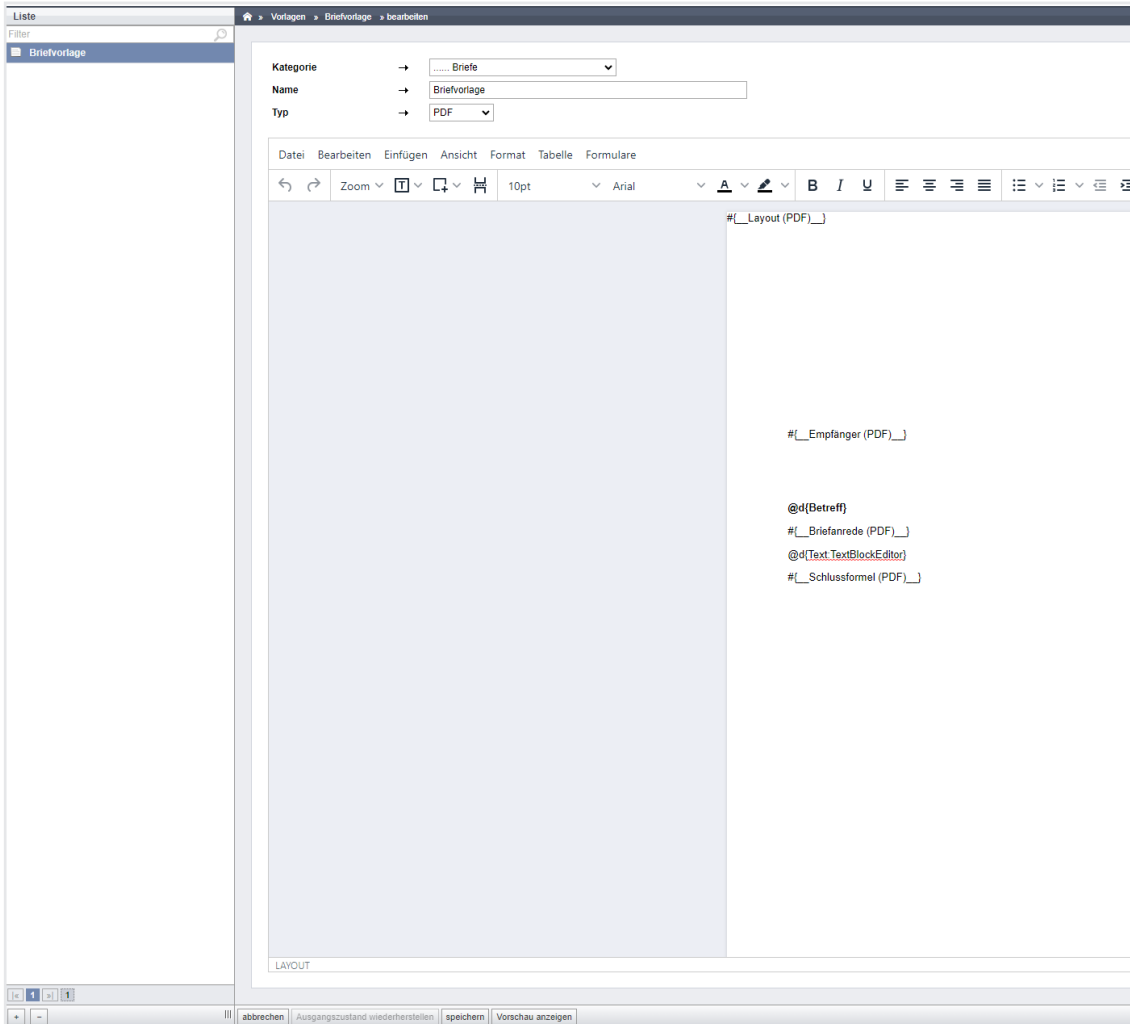 Liste
» Vorlagen » Briefvorlage » bearbeiten
Filter
Briefvorlage
Kategorie → ...... Briefe
Name → Briefvorlage
Typ → PDF
Datei Bearbeiten Einfügen Ansicht Format Tabelle Formulare
Zoom T 10pt Arial A B I U
#{__Layout (PDF)__}
#{__Empfänger (PDF)__}
@d{Betreff}
#{__Briefanrede (PDF)__}
@d{Text:TextBlockEditor}
#{__Schlussformel (PDF)__}
LAYOUT
|« 1 »| 1
+ − abbrechen Ausgangszustand wiederherstellen speichern Vorschau anzeigen